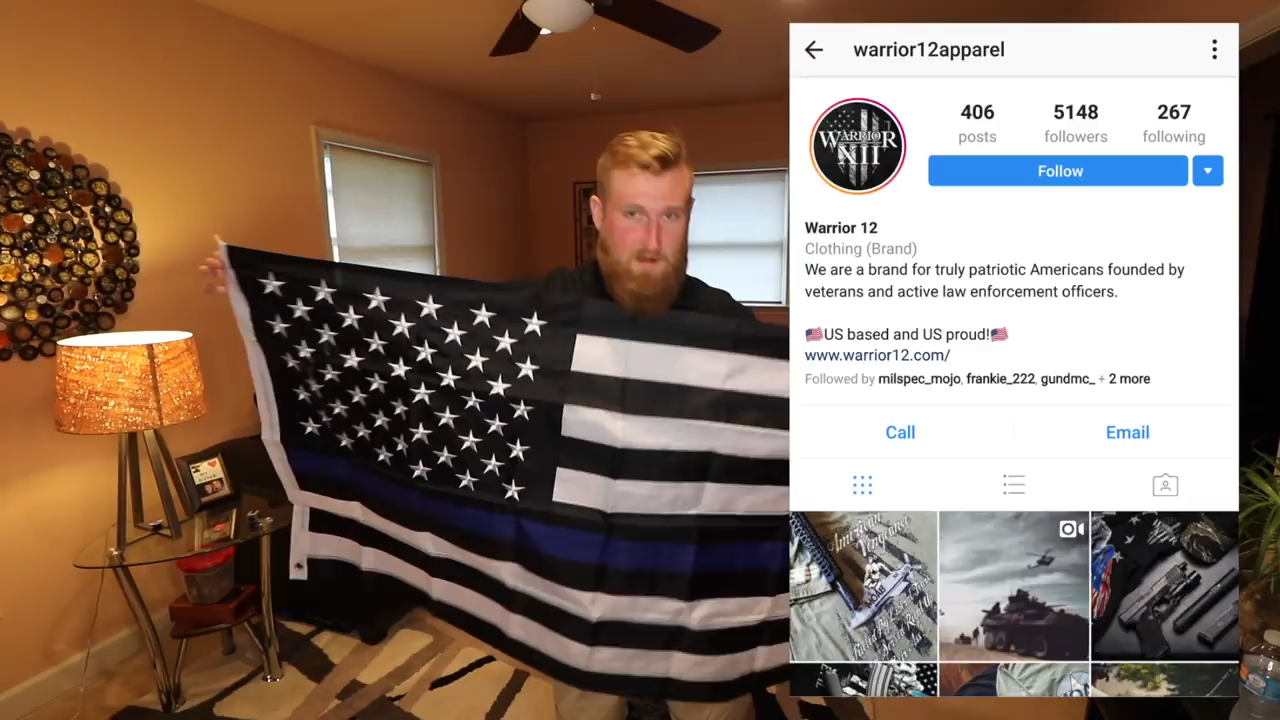 warrior12apparel
406
5148
267
posts
followers
following
WARRIOR
XII
Follow
Warrior 12
Clothing (Brand)
We are a brand for truly patriotic Americans founded by
veterans and active law enforcement officers.
🇺🇸US based and US proud!🇺🇸
www.warrior12.com/
Followed by milspec_mojo, frankie_222, gundmc_ + 2 more
Call
Email
American
Vengeance